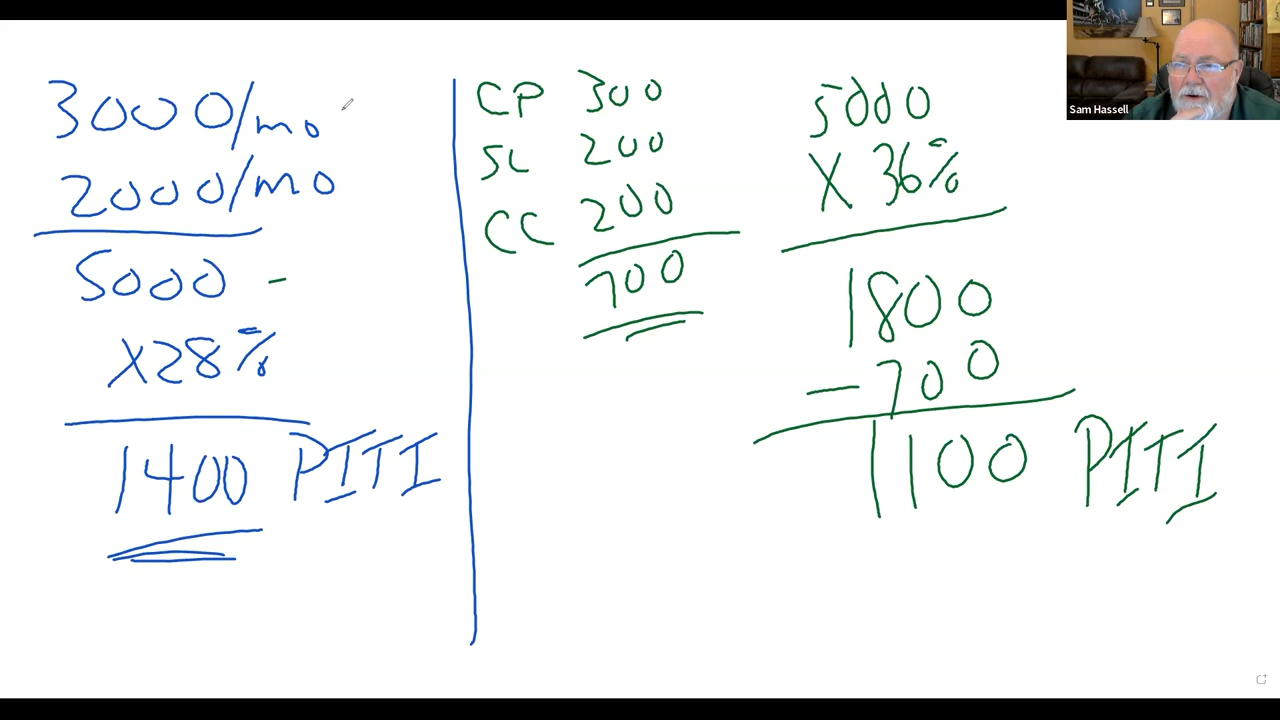 3000/mo
2000/mo
5000 -
X28%
1400 PITI
CP 300
SL 200
CC 200
700
5000
X 36%
1800
- 700
1100 PITI
Sam Hassell